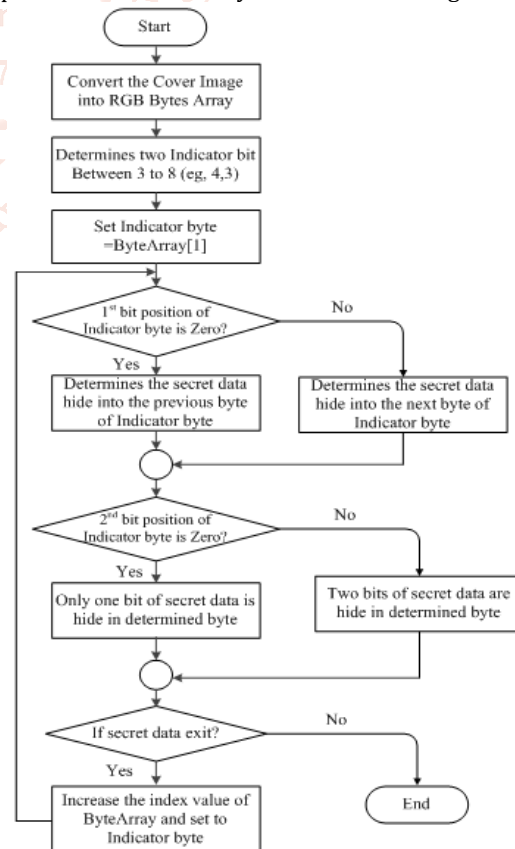 Start
Convert the Cover Image
into RGB Bytes Array
Determines two Indicator bit
Between 3 to 8 (eg, 4,3)
Set Indicator byte
=ByteArray[1]
1st bit position of
Indicator byte is Zero?
No
Yes
Determines the secret data
hide into the previous byte
of Indicator byte
Determines the secret data
hide into the next byte of
Indicator byte
2nd bit position of
Indicator byte is Zero?
No
Yes
Only one bit of secret data is
hide in determined byte
Two bits of secret data are
hide in determined byte
If secret data exit?
No
Yes
Increase the index value of
ByteArray and set to
Indicator byte
End